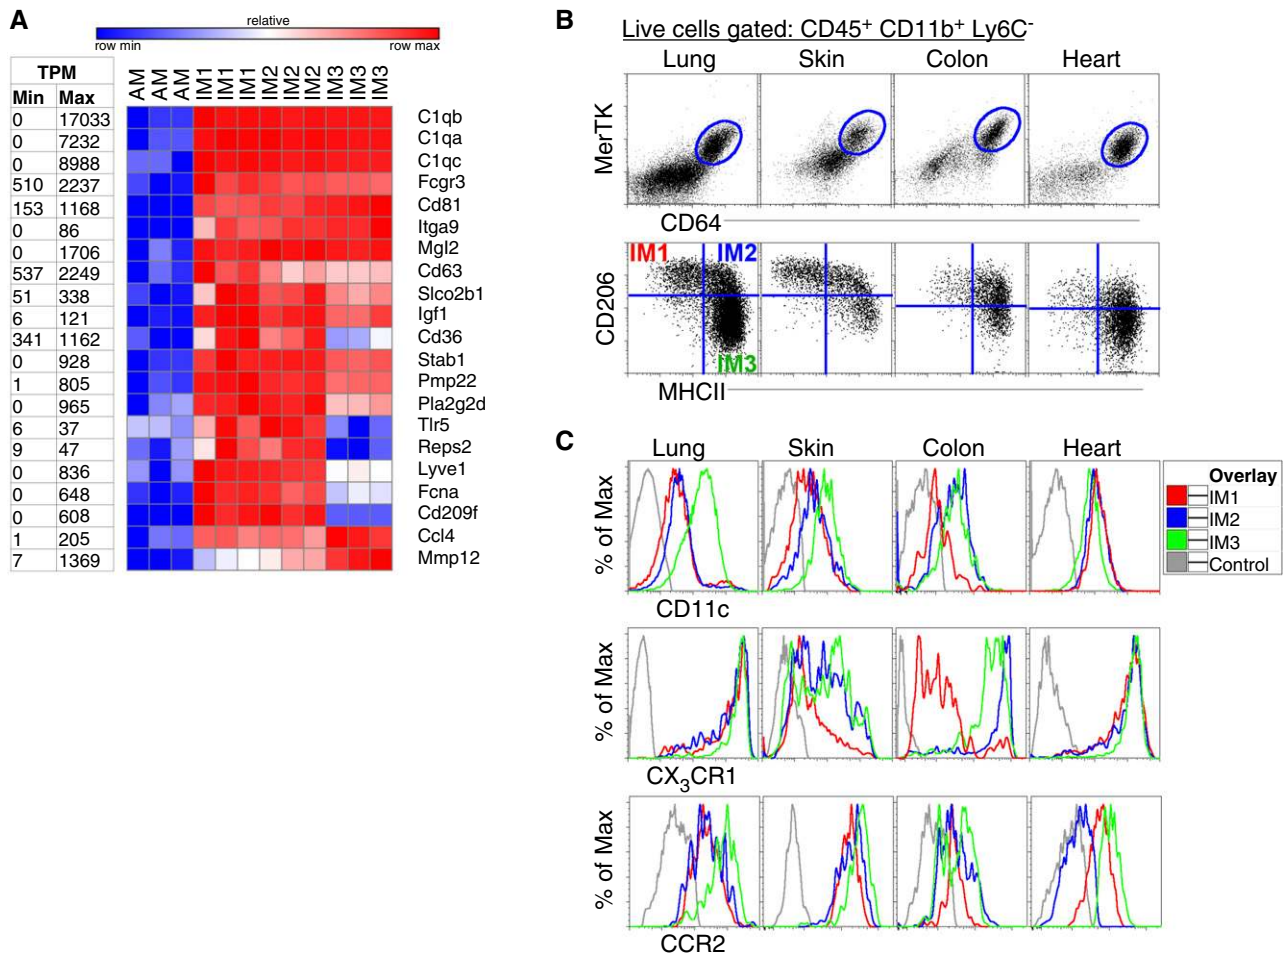 A
relative
row min
row max
TPM
Min Max
AM AM AM IM1 IM1 IM1 IM2 IM2 IM2 IM3 IM3 IM3
0 17033 C1qb
0 7232 C1qa
0 8988 C1qc
510 2237 Fcgr3
153 1168 Cd81
0 86 Itga9
0 1706 Mgl2
537 2249 Cd63
51 338 Slco2b1
6 121 Igf1
341 1162 Cd36
0 928 Stab1
1 805 Pmp22
0 965 Pla2g2d
6 37 Tlr5
9 47 Reps2
0 836 Lyve1
0 648 Fcna
0 608 Cd209f
1 205 Ccl4
7 1369 Mmp12
B
Live cells gated: CD45⁺ CD11b⁺ Ly6C⁻
Lung Skin Colon Heart
MerTK
CD64
IM1 IM2
CD206
IM3
MHCII
C
Lung Skin Colon Heart
% of Max
CD11c
% of Max
CX₃CR1
% of Max
CCR2
Overlay
IM1
IM2
IM3
Control